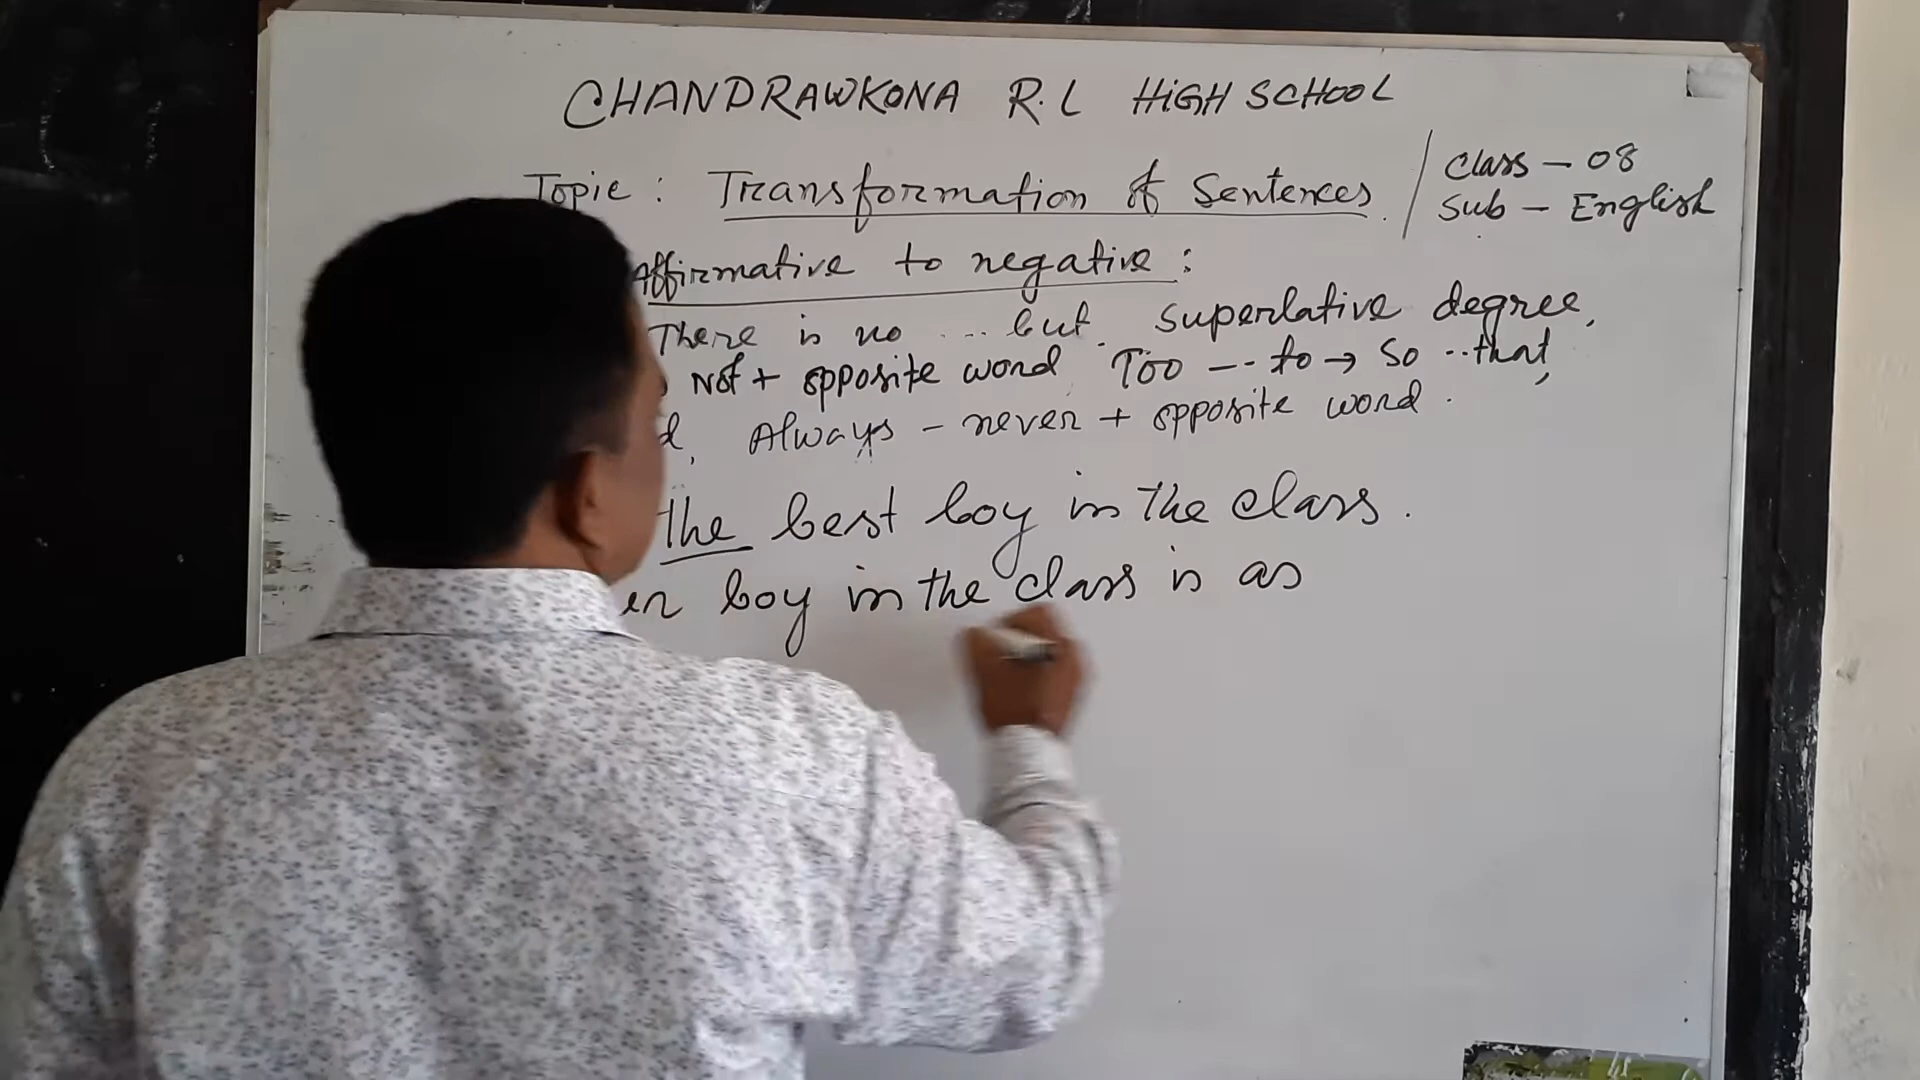 CHANDRAWKONA R.L HiGH SCHOOL
Topic : Transformation of Sentences.
Class - 08
Sub - English
Affirmative to negative :
There is no ... but. superlative degree,
Not + opposite word Too --- to → So ..that,
Always - never + opposite word.
the best boy in the class.
boy in the class is as